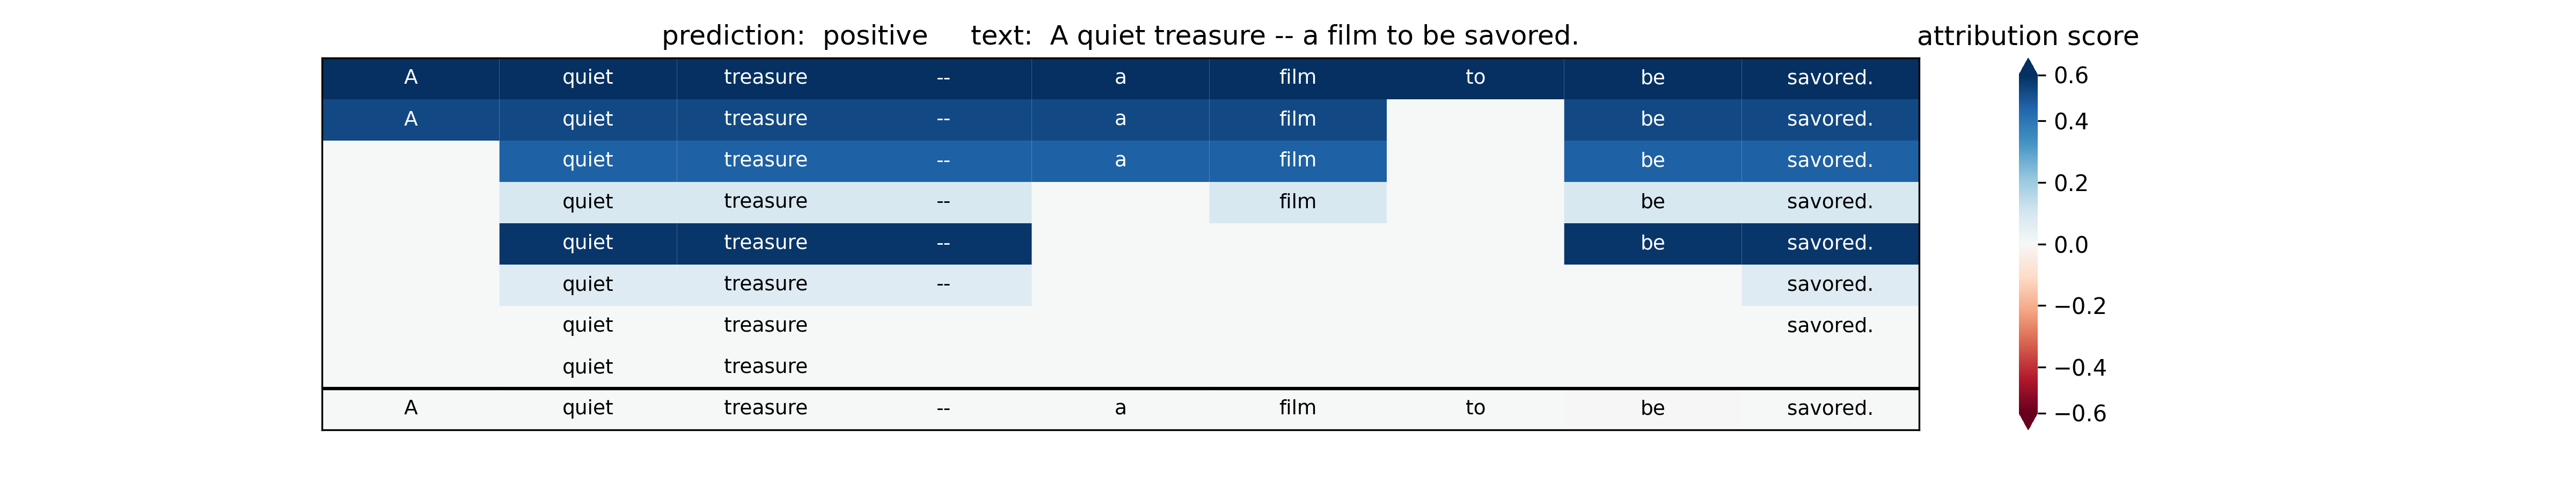 prediction: positive text: A quiet treasure -- a film to be savored.
attribution score
A quiet treasure -- a film to be savored.
A quiet treasure -- a film be savored.
quiet treasure -- a film be savored.
quiet treasure -- film be savored.
quiet treasure -- be savored.
quiet treasure -- savored.
quiet treasure savored.
quiet treasure
A quiet treasure -- a film to be savored.
0.6
0.4
0.2
0.0
−0.2
−0.4
−0.6